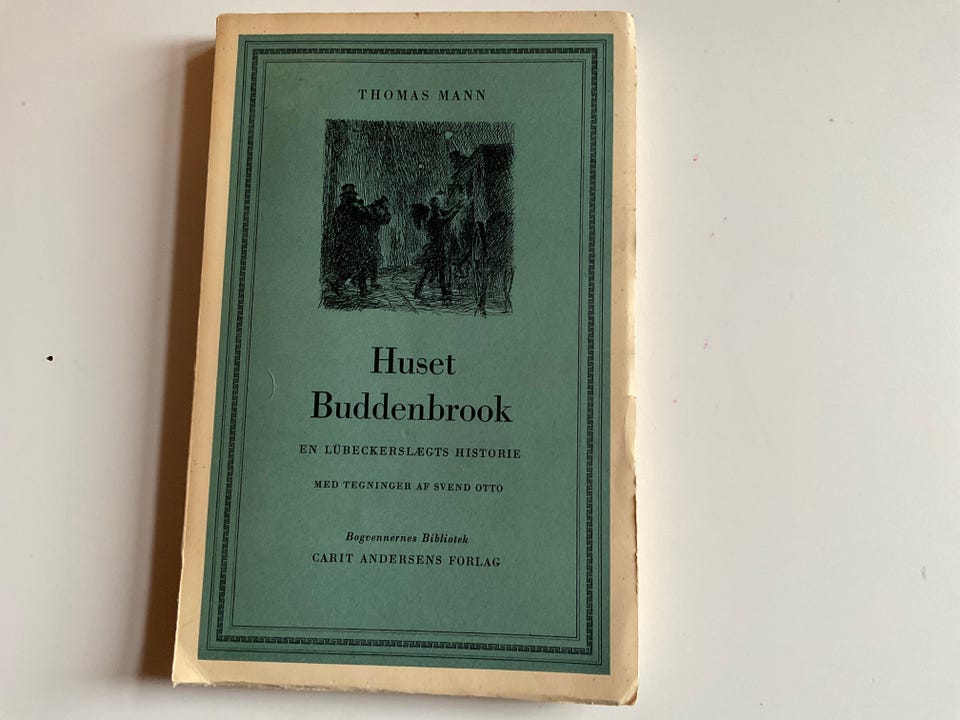 THOMAS MANN
Huset
Buddenbrook
EN LÜBECKERSLÆGTS HISTORIE
MED TEGNINGER AF SVEND OTTO
Bogvennernes Bibliotek
CARIT ANDERSENS FORLAG